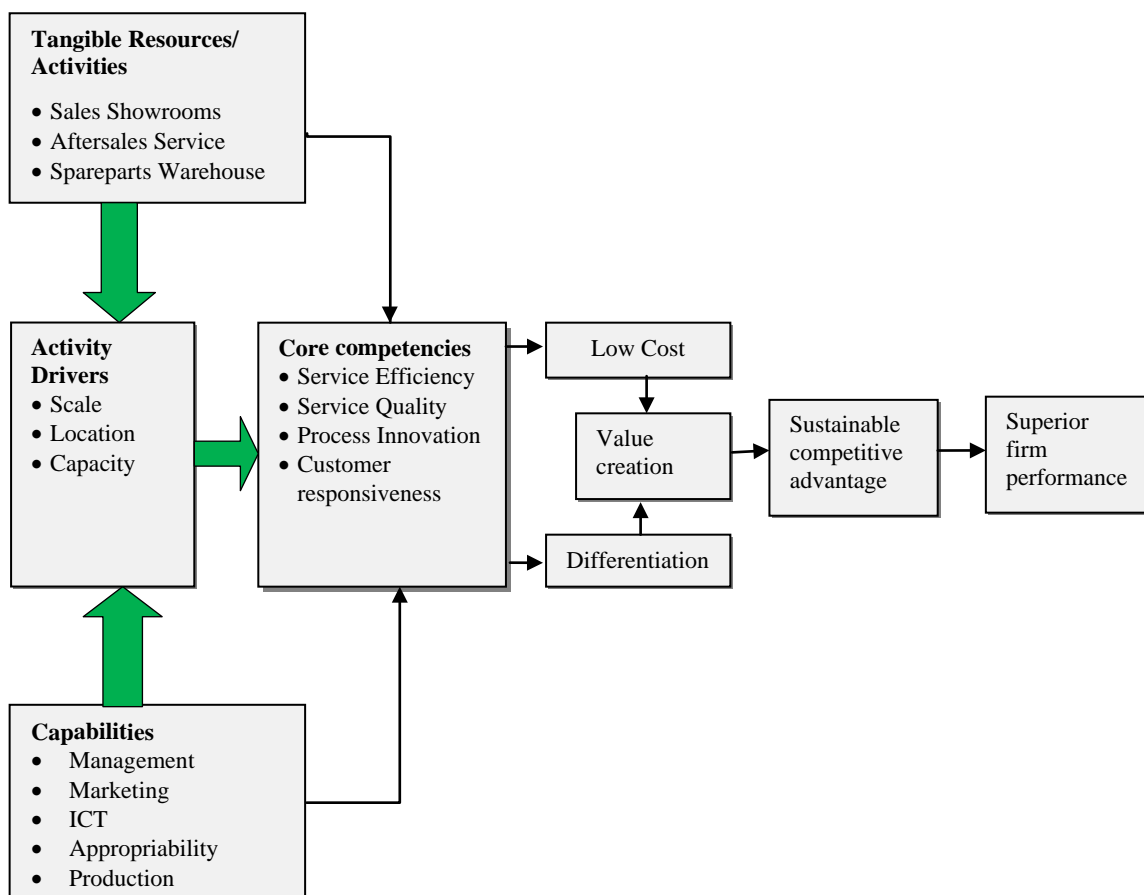 Tangible Resources/
Activities
• Sales Showrooms
• Aftersales Service
• Spareparts Warehouse
Activity
Drivers
• Scale
• Location
• Capacity
Core competencies
• Service Efficiency
• Service Quality
• Process Innovation
• Customer
responsiveness
Low Cost
Value
creation
Differentiation
Sustainable
competitive
advantage
Superior
firm
performance
Capabilities
• Management
• Marketing
• ICT
• Appropriability
• Production